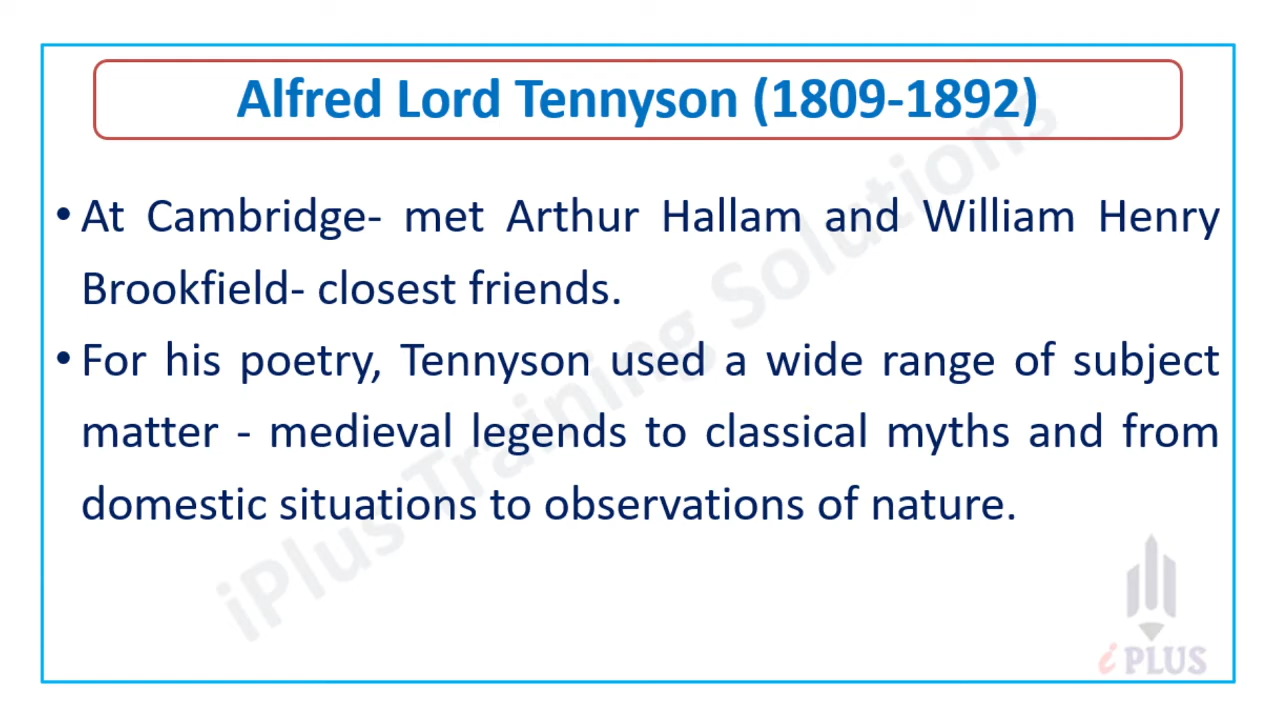 Alfred Lord Tennyson (1809-1892)
• At Cambridge- met Arthur Hallam and William Henry
Brookfield- closest friends.
• For his poetry, Tennyson used a wide range of subject
matter - medieval legends to classical myths and from
domestic situations to observations of nature.
iPlus Training Solutions
i PLUS